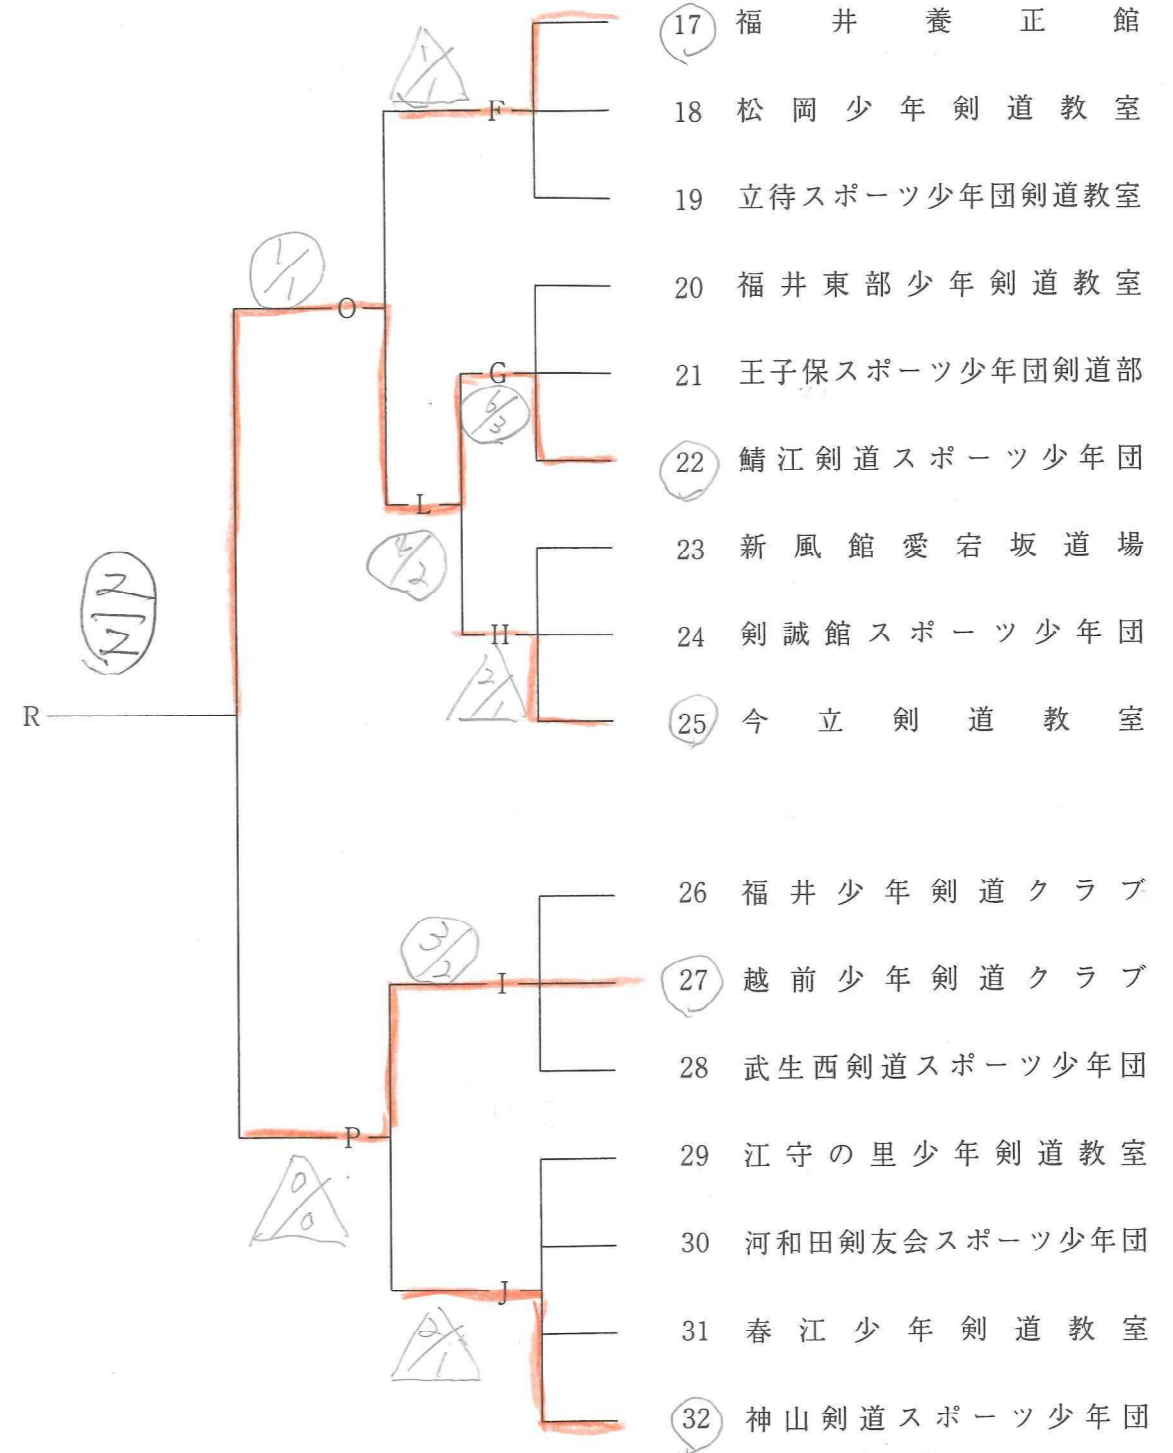 17 福井養正館
1/1
F
18 松岡少年剣道教室
19 立待スポーツ少年団剣道教室
1/1
O
20 福井東部少年剣道教室
G
21 王子保スポーツ少年団剣道部
6/3
22 鯖江剣道スポーツ少年団
L
23 新風館愛宕坂道場
2
2/2
H
24 剣誠館スポーツ少年団
2/1
R
25 今立剣道教室
26 福井少年剣道クラブ
3/2
I
27 越前少年剣道クラブ
28 武生西剣道スポーツ少年団
P
29 江守の里少年剣道教室
0/0
30 河和田剣友会スポーツ少年団
J
31 春江少年剣道教室
2/1
32 神山剣道スポーツ少年団